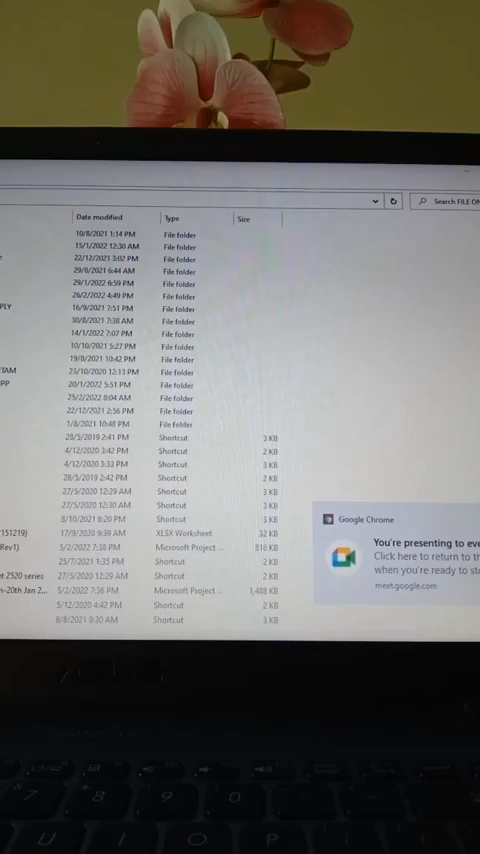 Search FILE ON
Date modified Type Size
10/8/2021 1:14 PM File folder
15/1/2022 12:30 AM File folder
22/12/2021 3:02 PM File folder
29/8/2021 6:44 AM File folder
29/1/2022 6:59 PM File folder
26/2/2022 4:49 PM File folder
PLY 16/9/2021 7:51 PM File folder
30/8/2021 7:38 AM File folder
14/1/2022 7:07 PM File folder
10/10/2021 5:27 PM File folder
19/8/2021 10:42 PM File folder
TAM 23/10/2020 12:13 PM File folder
PP 20/1/2022 5:51 PM File folder
25/2/2022 8:04 AM File folder
22/12/2021 2:56 PM File folder
1/8/2021 10:48 PM File folder
28/5/2019 2:41 PM Shortcut 3 KB
4/12/2020 3:42 PM Shortcut 2 KB
4/12/2020 3:33 PM Shortcut 3 KB
28/5/2019 2:42 PM Shortcut 2 KB
27/5/2020 12:29 AM Shortcut 3 KB
27/5/2020 12:30 AM Shortcut 3 KB
8/10/2021 8:20 PM Shortcut 3 KB
(151219) 17/9/2020 9:39 AM XLSX Worksheet 32 KB
Rev1) 5/2/2022 7:38 PM Microsoft Project ... 816 KB
25/7/2021 1:35 PM Shortcut 2 KB
et 2520 series 27/5/2020 12:29 AM Shortcut 2 KB
n-20th Jan 2... 5/2/2022 7:36 PM Microsoft Project ... 1,488 KB
5/12/2020 4:42 PM Shortcut 2 KB
8/8/2021 9:30 AM Shortcut 3 KB
Google Chrome
You're presenting to eve
Click here to return to th
when you're ready to sto
meet.google.com
7 8 9 0
U I O P